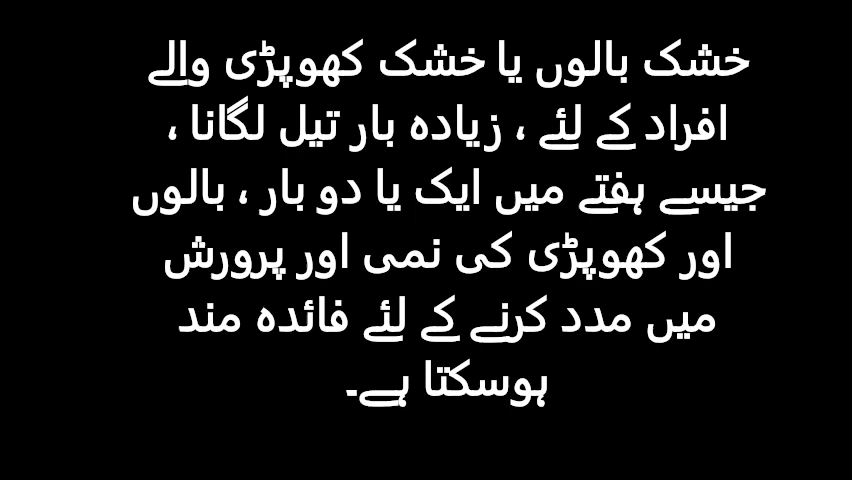 خشک بالوں یا خشک کھوپڑی والے
افراد کے لئے ، زیادہ بار تیل لگانا ،
جیسے ہفتے میں ایک یا دو بار ، بالوں
اور کھوپڑی کی نمی اور پرورش
میں مدد کرنے کے لئے فائدہ مند
ہوسکتا ہے۔